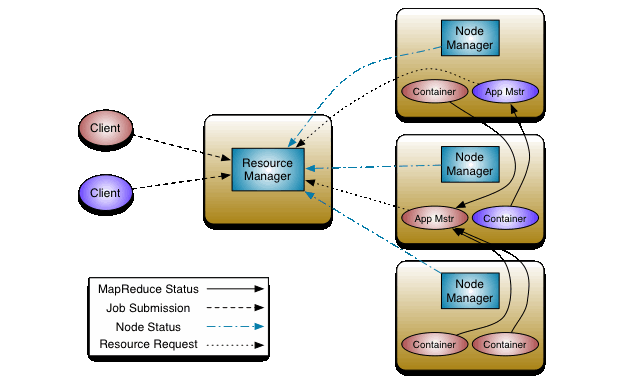 Client
Client
Resource
Manager
Node
Manager
Container
App Mstr
Node
Manager
App Mstr
Container
Node
Manager
Container
Container
MapReduce Status
Job Submission
Node Status
Resource Request